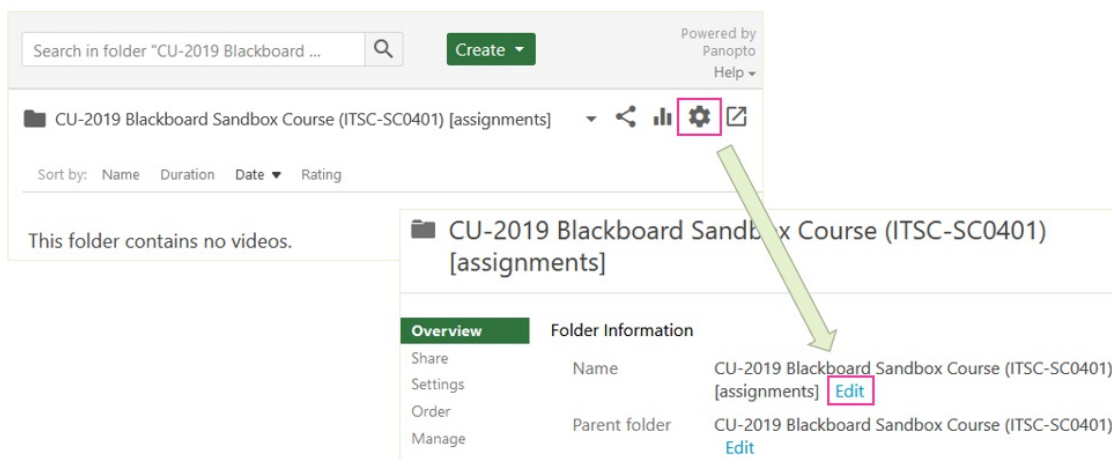 Search in folder "CU-2019 Blackboard ...
Create
Powered by
Panopto
Help
CU-2019 Blackboard Sandbox Course (ITSC-SC0401) [assignments]
Sort by: Name Duration Date Rating
This folder contains no videos.
CU-2019 Blackboard Sandbox Course (ITSC-SC0401)
[assignments]
Overview
Share
Settings
Order
Manage
Folder Information
Name
CU-2019 Blackboard Sandbox Course (ITSC-SC0401)
[assignments] Edit
Parent folder
CU-2019 Blackboard Sandbox Course (ITSC-SC0401)
Edit